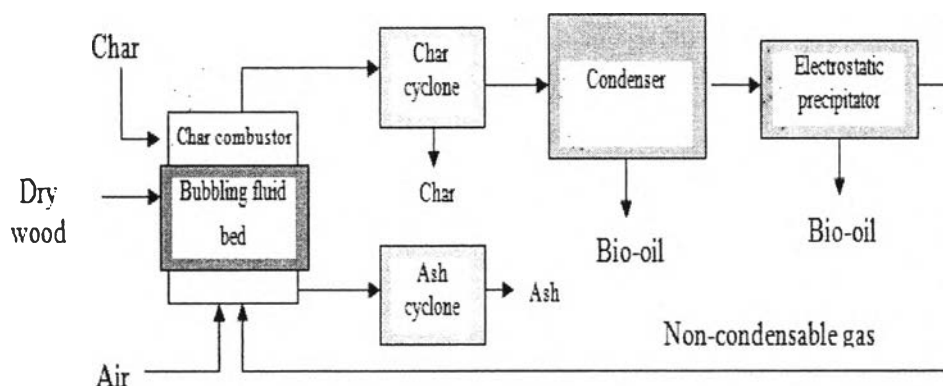 Char
Char combustor
Dry
wood
Bubbling fluid
bed
Air
Char
cyclone
Char
Ash
cyclone
Ash
Condenser
Bio-oil
Electrostatic
precipitator
Bio-oil
Non-condensable gas